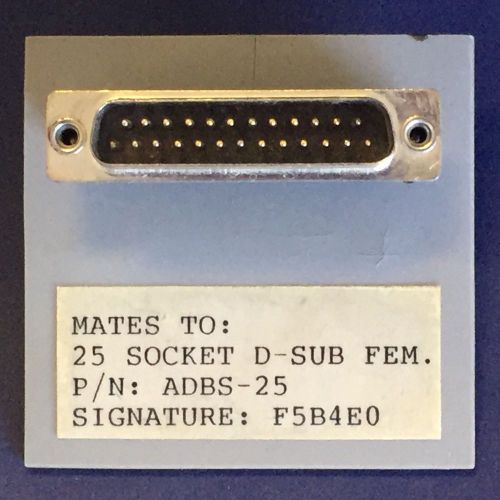 MATES TO:
25 SOCKET D-SUB FEM.
P/N: ADBS-25
SIGNATURE: F5B4E0